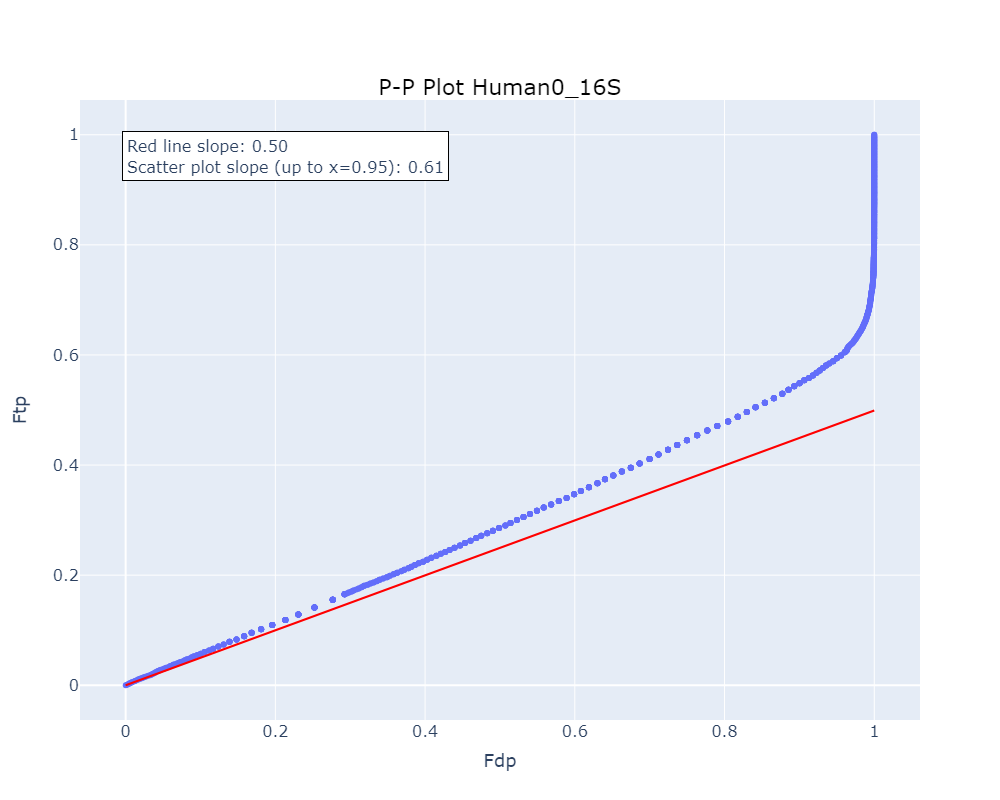 P-P Plot Human0_16S
Red line slope: 0.50
Scatter plot slope (up to x=0.95): 0.61
1
0.8
0.6
0.4
0.2
0
Ftp
0 0.2 0.4 0.6 0.8 1
Fdp